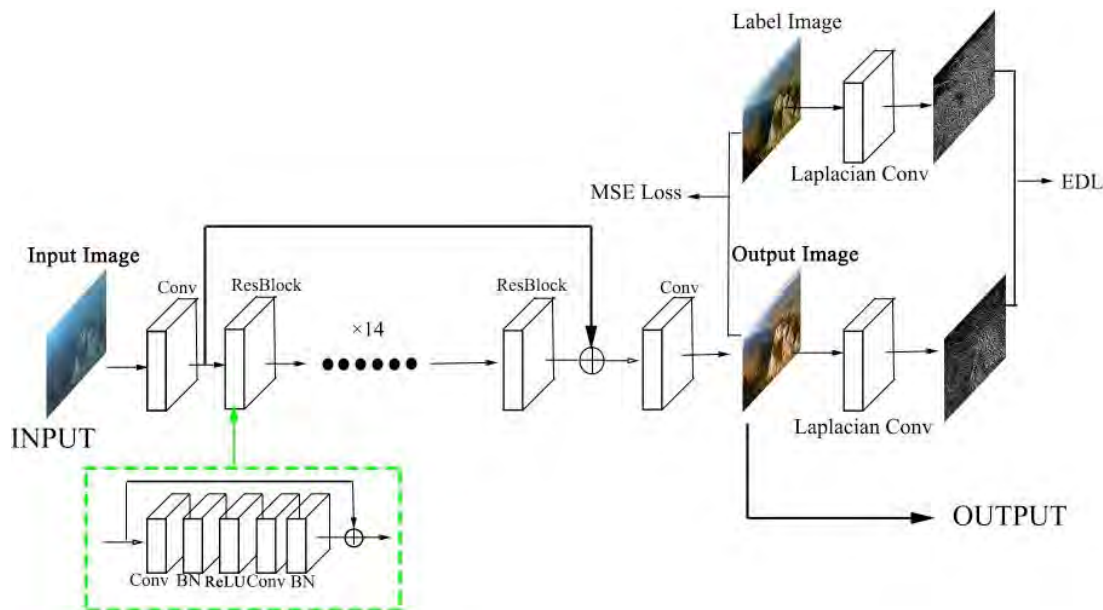 Label Image
Laplacian Conv
MSE Loss
EDL
Input Image
Conv
ResBlock
×14
ResBlock
Conv
Output Image
Laplacian Conv
INPUT
OUTPUT
Conv BN ReLU Conv BN